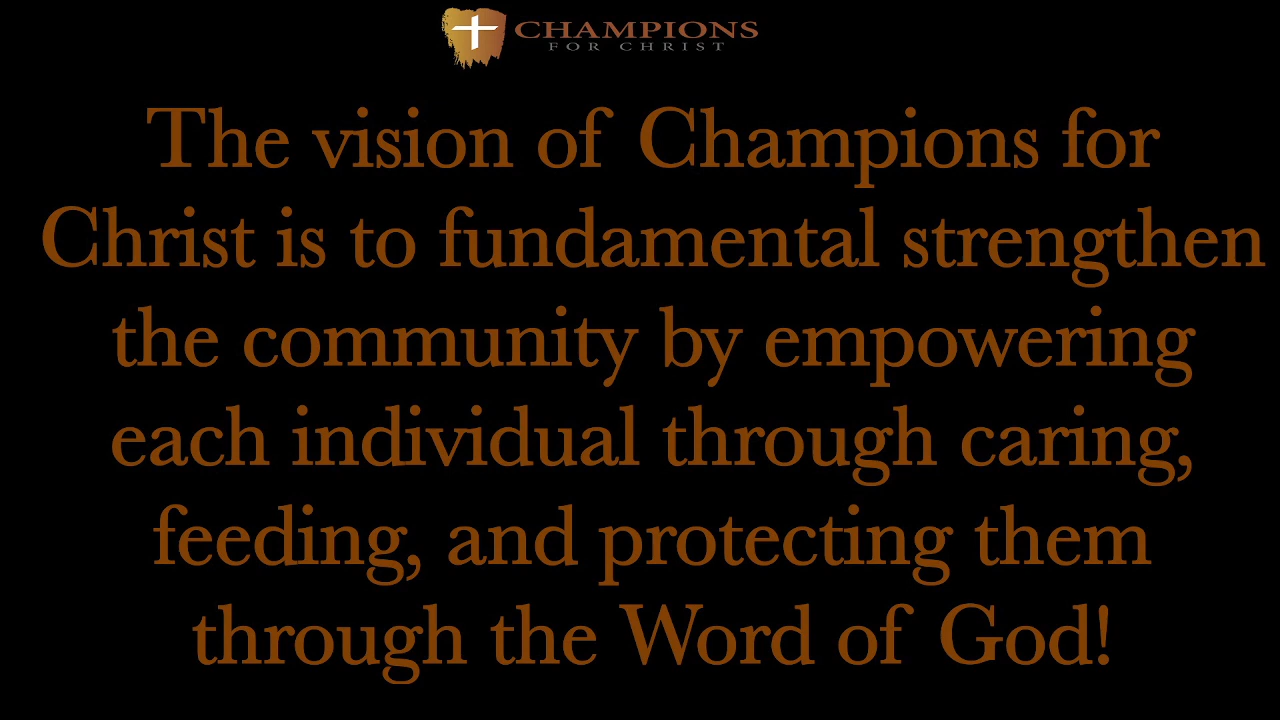 CHAMPIONS
FOR CHRIST
The vision of Champions for
Christ is to fundamental strengthen
the community by empowering
each individual through caring,
feeding, and protecting them
through the Word of God!